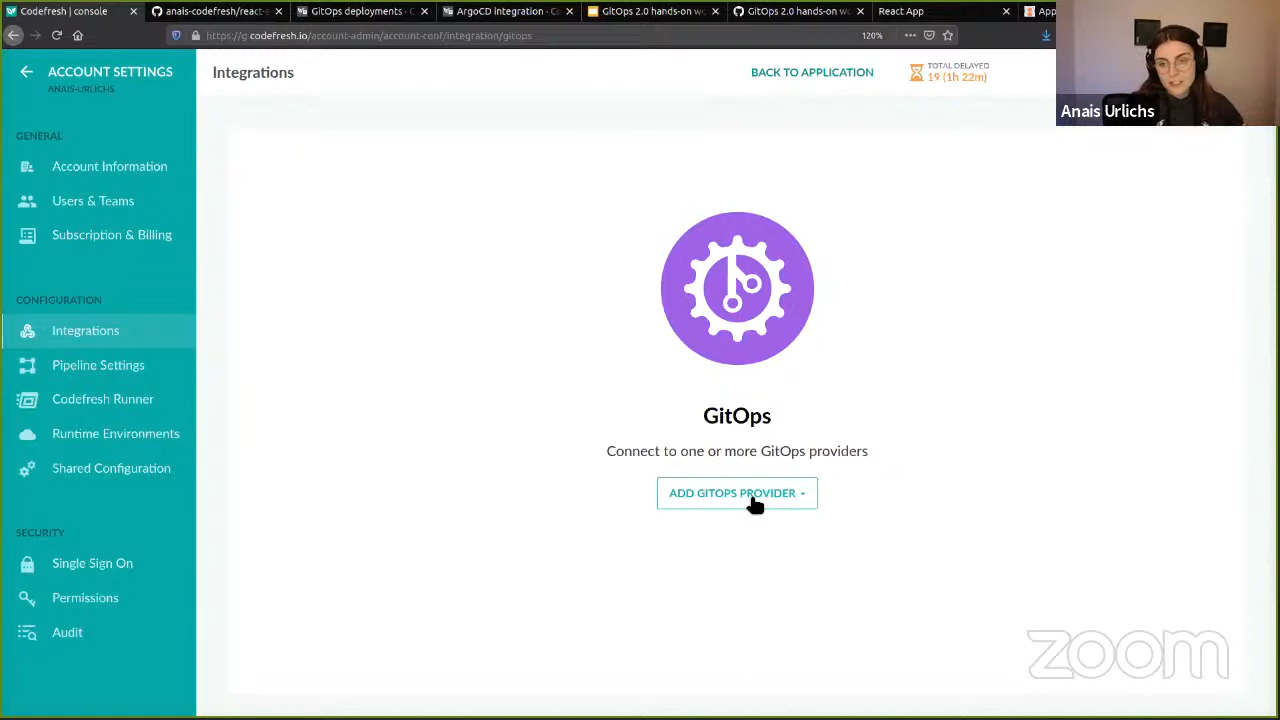 Codefresh | console
anais-codefresh/react-a
GitOps deployments - C
ArgoCD integration - C
GitOps 2.0 hands-on w
GitOps 2.0 hands-on w
React App
App
https://g.codefresh.io/account-admin/account-conf/integration/gitops
120%
ACCOUNT SETTINGS
ANAIS-URLICHS
Integrations
BACK TO APPLICATION
TOTAL DELAYED
19 (1h 22m)
Anais Urlichs
GENERAL
Account Information
Users & Teams
Subscription & Billing
CONFIGURATION
Integrations
Pipeline Settings
Codefresh Runner
Runtime Environments
Shared Configuration
SECURITY
Single Sign On
Permissions
Audit
GitOps
Connect to one or more GitOps providers
ADD GITOPS PROVIDER
zoom